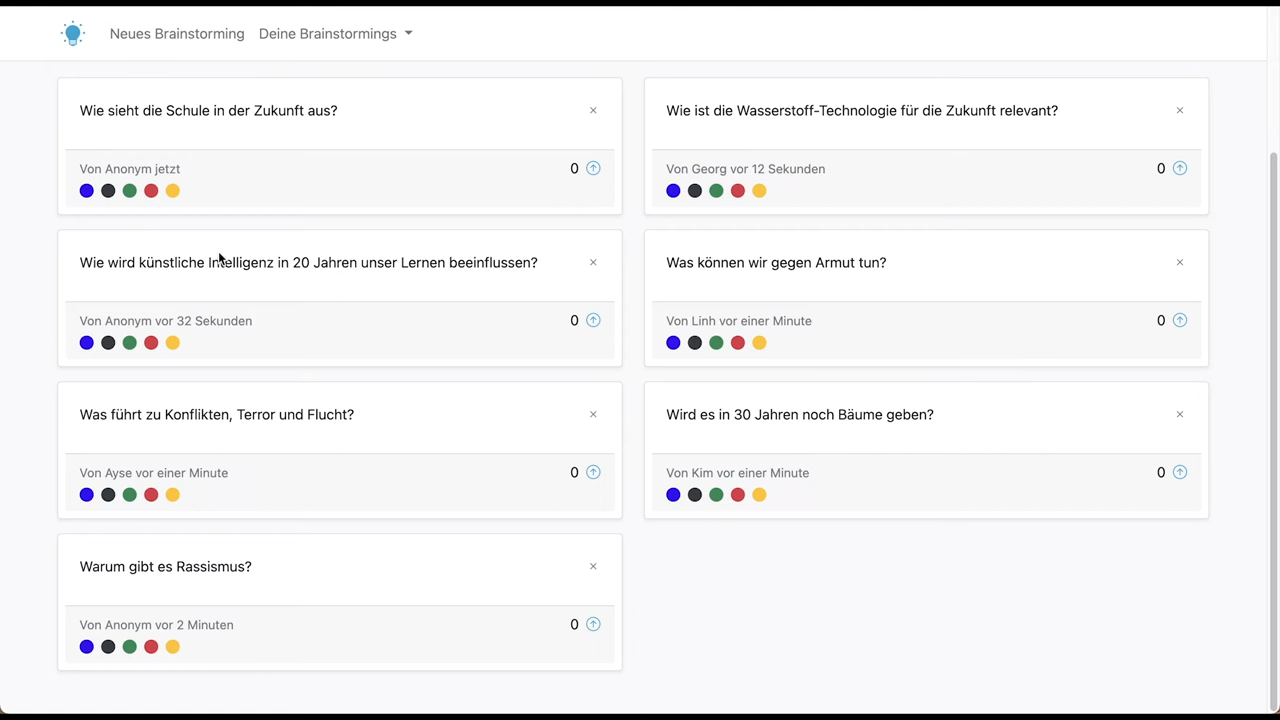 Neues Brainstorming Deine Brainstormings
Wie sieht die Schule in der Zukunft aus?
Von Anonym jetzt
0
Wie ist die Wasserstoff-Technologie für die Zukunft relevant?
Von Georg vor 12 Sekunden
0
Wie wird künstliche Intelligenz in 20 Jahren unser Lernen beeinflussen?
Von Anonym vor 32 Sekunden
0
Was können wir gegen Armut tun?
Von Linh vor einer Minute
0
Was führt zu Konflikten, Terror und Flucht?
Von Ayse vor einer Minute
0
Wird es in 30 Jahren noch Bäume geben?
Von Kim vor einer Minute
0
Warum gibt es Rassismus?
Von Anonym vor 2 Minuten
0